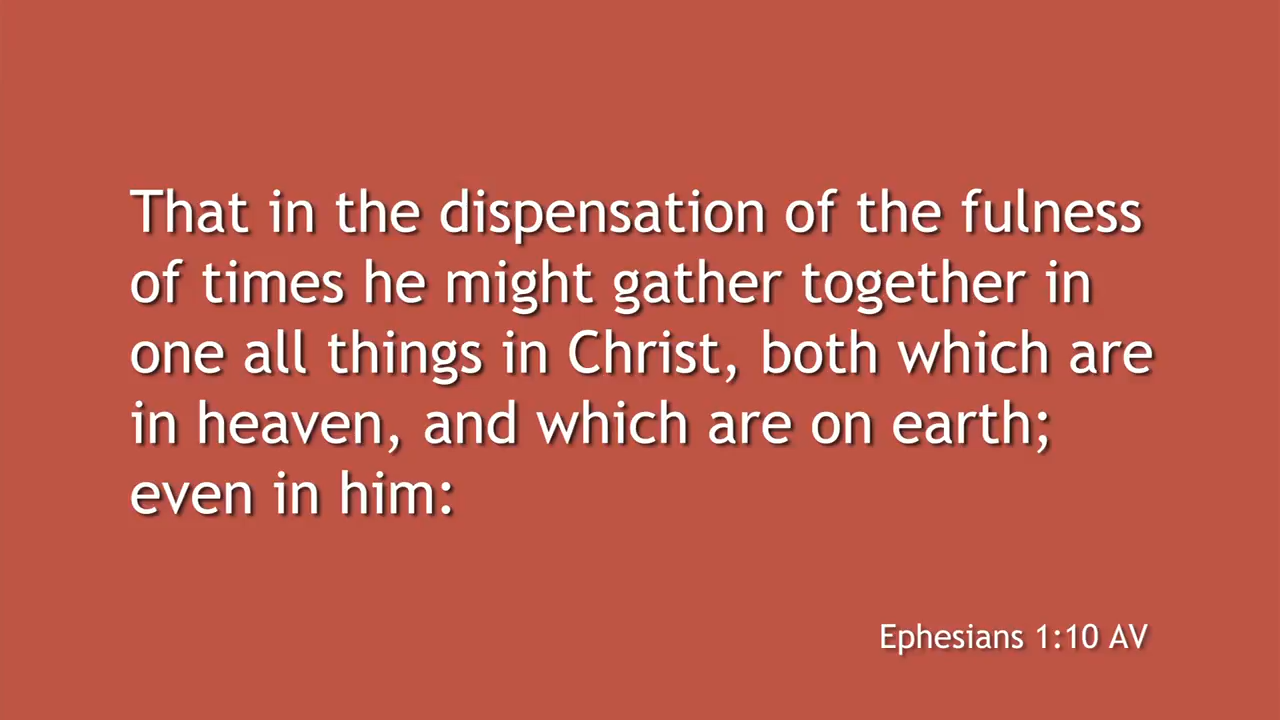 That in the dispensation of the fulness
of times he might gather together in
one all things in Christ, both which are
in heaven, and which are on earth;
even in him:
Ephesians 1:10 AV